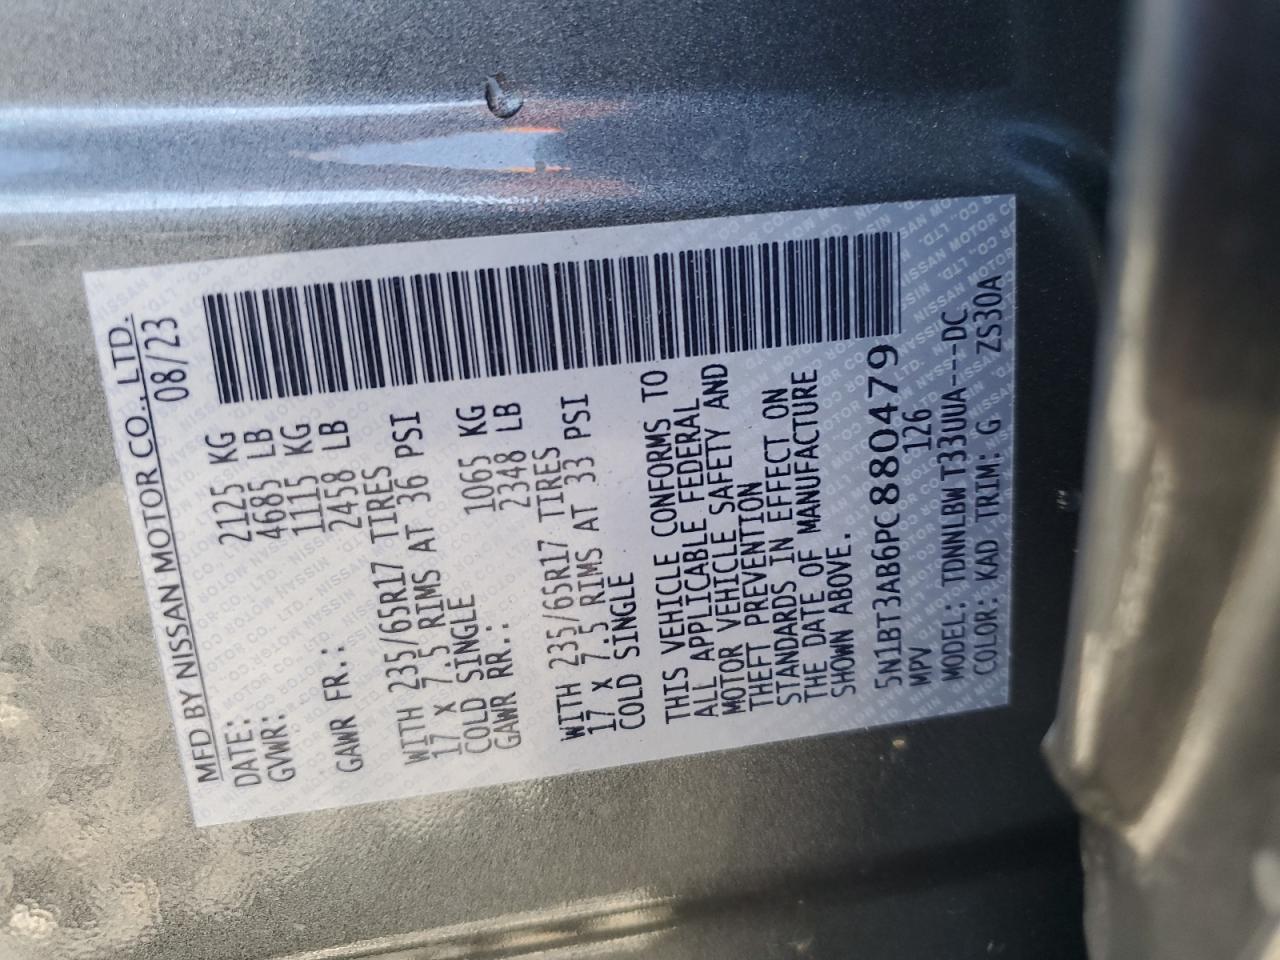 MFD BY NISSAN MOTOR CO., LTD.
DATE: 08/23
GVWR: 2125 KG
4685 LB
GAWR FR.: 1115 KG
2458 LB
WITH 235/65R17 TIRES
17 X 7.5 RIMS AT 36 PSI
COLD SINGLE
GAWR RR.: 1065 KG
2348 LB
WITH 235/65R17 TIRES
17 X 7.5 RIMS AT 33 PSI
COLD SINGLE
THIS VEHICLE CONFORMS TO
ALL APPLICABLE FEDERAL
MOTOR VEHICLE SAFETY AND
THEFT PREVENTION
STANDARDS IN EFFECT ON
THE DATE OF MANUFACTURE
SHOWN ABOVE.
5N1BT3AB6PC880479
MPV 126
MODEL: TDNNLBWT33UUA---DC
COLOR: KAD TRIM: G ZS30A